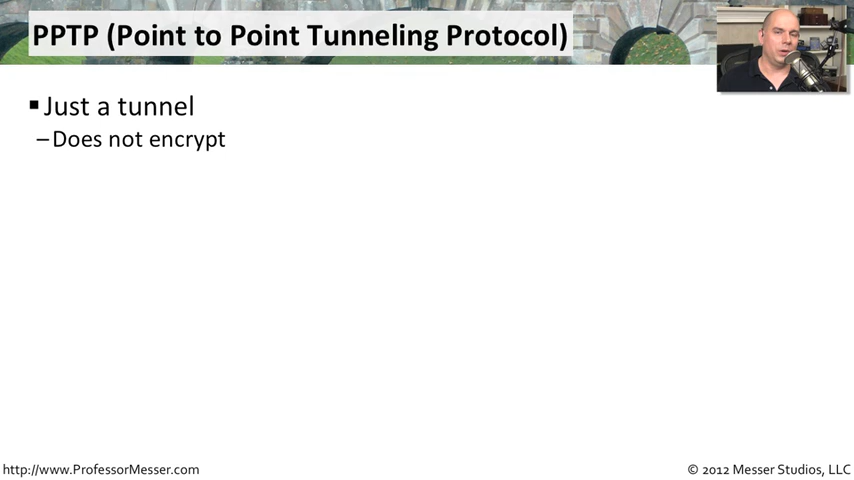 PPTP (Point to Point Tunneling Protocol)
▪Just a tunnel
–Does not encrypt
http://www.ProfessorMesser.com
© 2012 Messer Studios, LLC